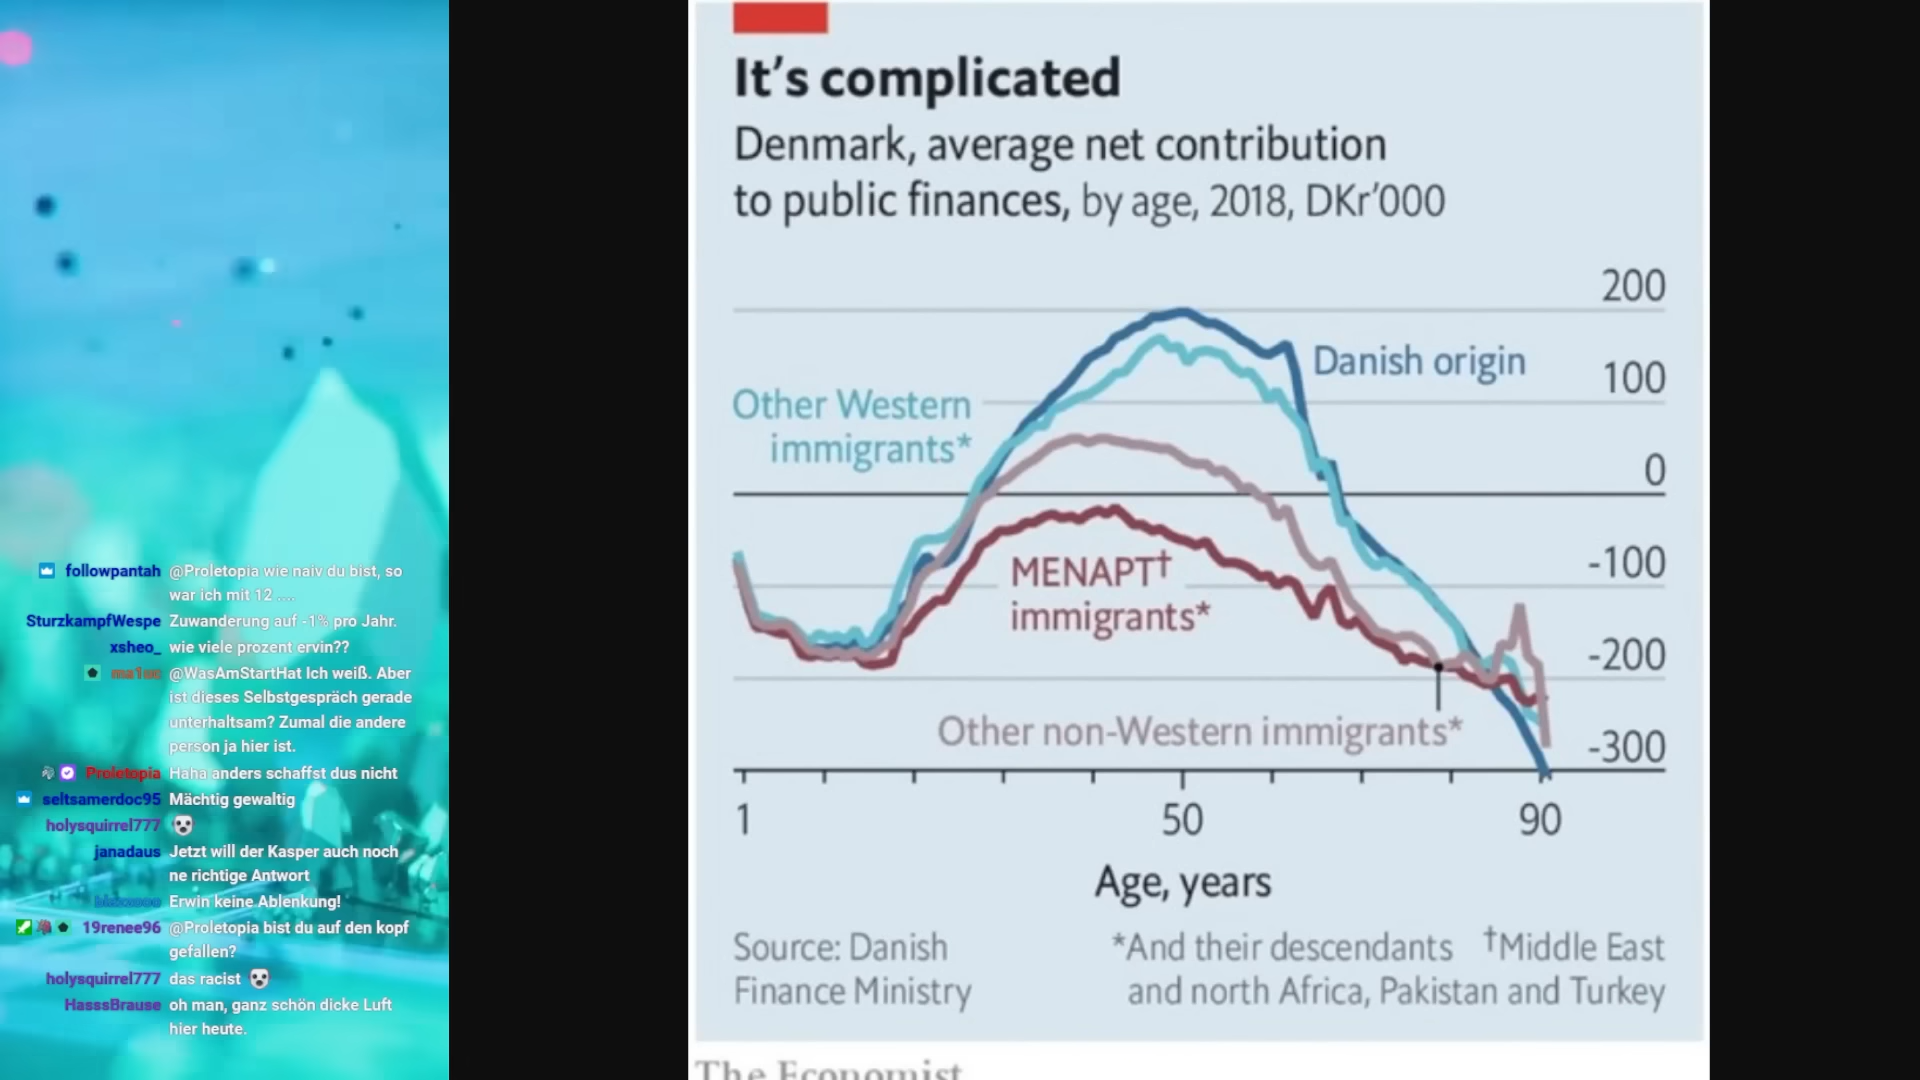 followpantah @Proletopia wie naiv du bist, so
war ich mit 12 ....
SturzkampfWespe Zuwanderung auf -1% pro Jahr.
xsheo_ wie viele prozent ervin??
@WasAmStartHat Ich weiß. Aber
ist dieses Selbstgespräch gerade
unterhaltsam? Zumal die andere
person ja hier ist.
Proletopia Haha anders schaffst dus nicht
seltsamerdoc95 Mächtig gewaltig
holysquirrel777
janadaus Jetzt will der Kasper auch noch
ne richtige Antwort
Erwin keine Ablenkung!
19renee96 @Proletopia bist du auf den kopf
gefallen?
holysquirrel777 das racist
HasssBrause oh man, ganz schön dicke Luft
hier heute.
It's complicated
Denmark, average net contribution
to public finances, by age, 2018, DKr'000
200
Danish origin
100
Other Western
immigrants*
0
MENAPT†
immigrants*
-100
-200
Other non-Western immigrants*
-300
1 50 90
Age, years
Source: Danish
Finance Ministry
*And their descendants †Middle East
and north Africa, Pakistan and Turkey
The Economist